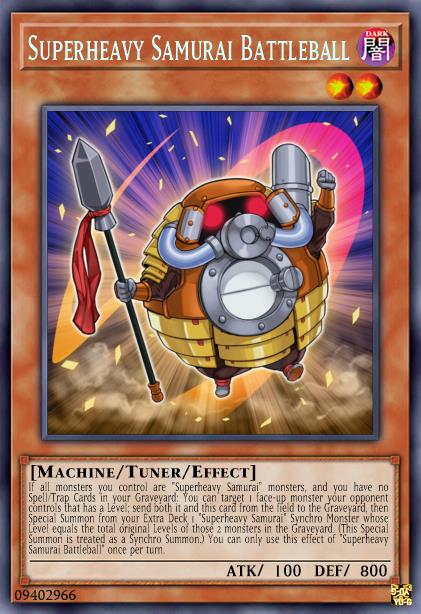 SUPERHEAVY SAMURAI BATTLEBALL
DARK
闇
[MACHINE/TUNER/EFFECT]
If all monsters you control are "Superheavy Samurai" monsters, and you have no
Spell/Trap Cards in your Graveyard: You can target 1 face-up monster your opponent
controls that has a Level; send both it and this card from the field to the Graveyard, then
Special Summon from your Extra Deck 1 "Superheavy Samurai" Synchro Monster whose
Level equals the total original Levels of those 2 monsters in the Graveyard. (This Special
Summon is treated as a Synchro Summon.) You can only use this effect of "Superheavy
Samurai Battleball" once per turn.
ATK/ 100 DEF/ 800
09402966